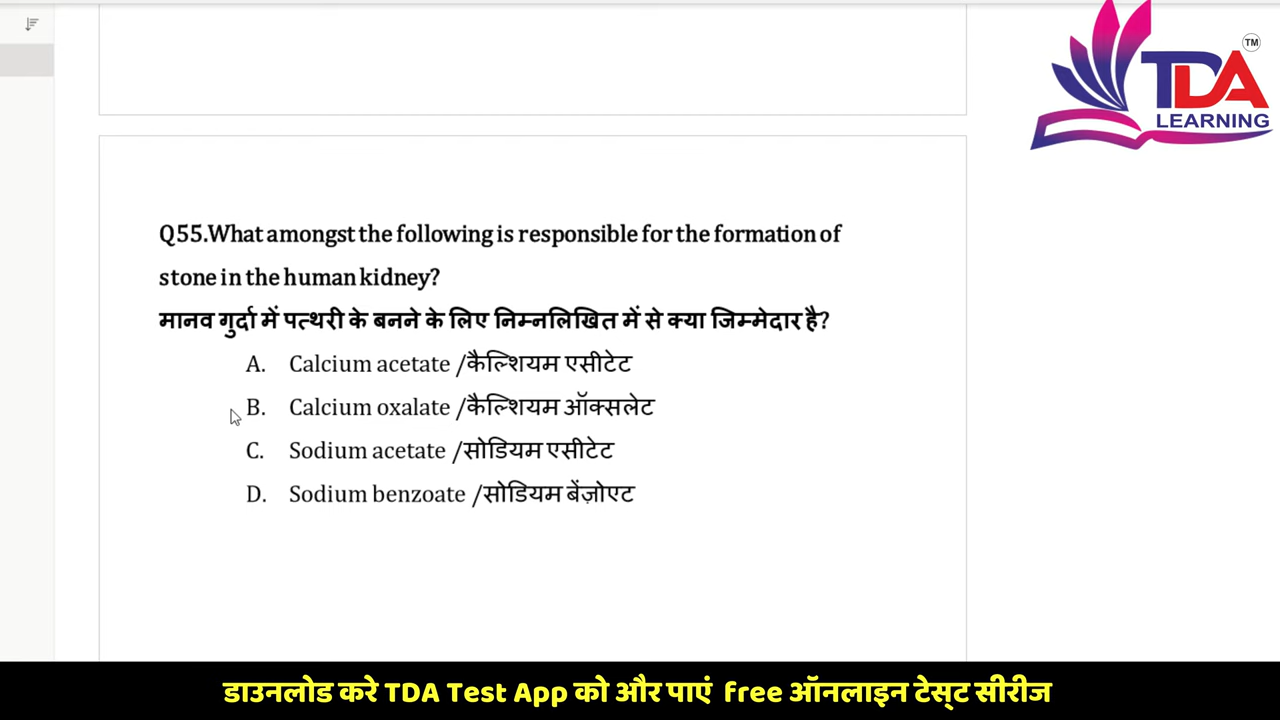 TM
TDA
LEARNING
Q55.What amongst the following is responsible for the formation of
stone in the human kidney?
मानव गुर्दा में पत्थरी के बनने के लिए निम्नलिखित में से क्या जिम्मेदार है?
A. Calcium acetate /कैल्शियम एसीटेट
B. Calcium oxalate /कैल्शियम ऑक्सलेट
C. Sodium acetate /सोडियम एसीटेट
D. Sodium benzoate /सोडियम बेंज़ोएट
डाउनलोड करे TDA Test App को और पाएं free ऑनलाइन टेस्ट सीरीज